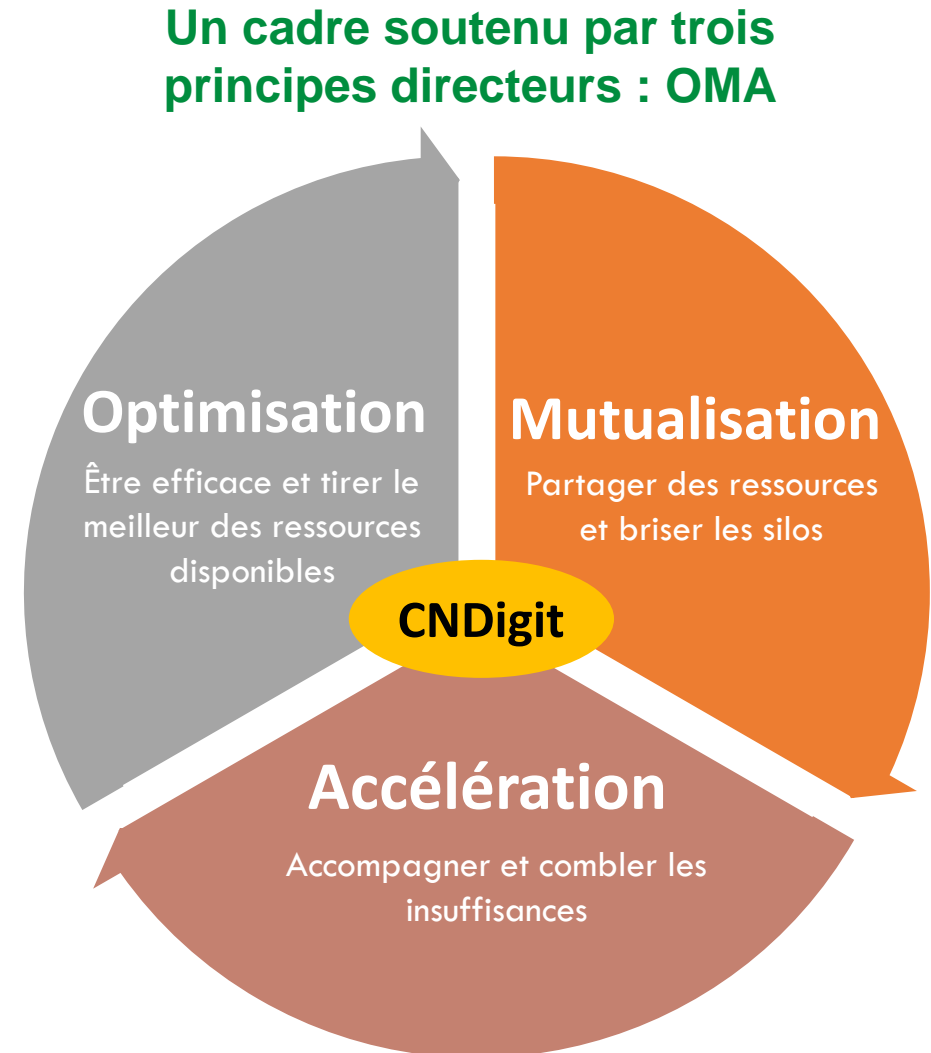 Un cadre soutenu par trois
principes directeurs : OMA
Optimisation
Être efficace et tirer le
meilleur des ressources
disponibles
Mutualisation
Partager des ressources
et briser les silos
CNDigit
Accélération
Accompagner et combler les
insuffisances